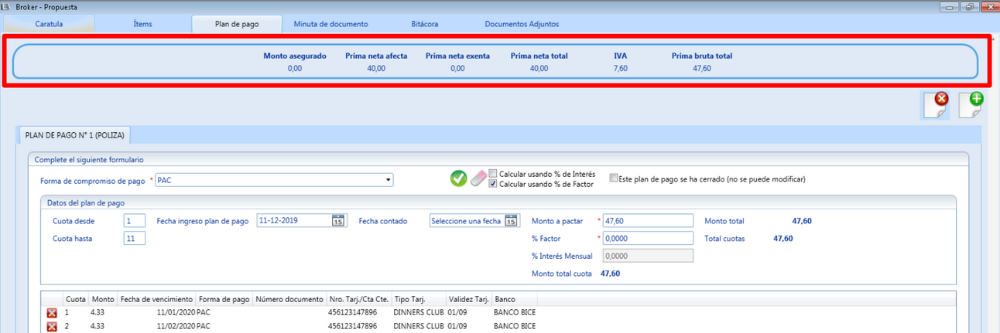 Broker - Propuesta
Caratula Ítems Plan de pago Minuta de documento Bitácora Documentos Adjuntos
Monto asegurado Prima neta afecta Prima neta exenta Prima neta total IVA Prima bruta total
0,00 40,00 0,00 40,00 7,60 47,60
PLAN DE PAGO N° 1 (POLIZA)
Complete el siguiente formulario
Calcular usando % de Interés
Forma de compromiso de pago * PAC Este plan de pago se ha cerrado (no se puede modificar)
Calcular usando % de Factor
Datos del plan de pago
Cuota desde 1 Fecha ingreso plan de pago 11-12-2019 15 Fecha contado Seleccione una fecha 15 Monto a pactar * 47,60 Monto total 47,60
Cuota hasta 11 % Factor * 0,0000 Total cuotas 47,60
% Interés Mensual 0,0000
Monto total cuota 47,60
Cuota Monto Fecha de vencimiento Forma de pago Número documento Nro. Tarj./Cta Cte. Tipo Tarj. Validez Tarj. Banco
1 4.33 11/01/2020 PAC 456123147896 DINNERS CLUB 01/09 BANCO BICE
2 4.33 11/02/2020 PAC 456123147896 DINNERS CLUB 01/09 BANCO BICE